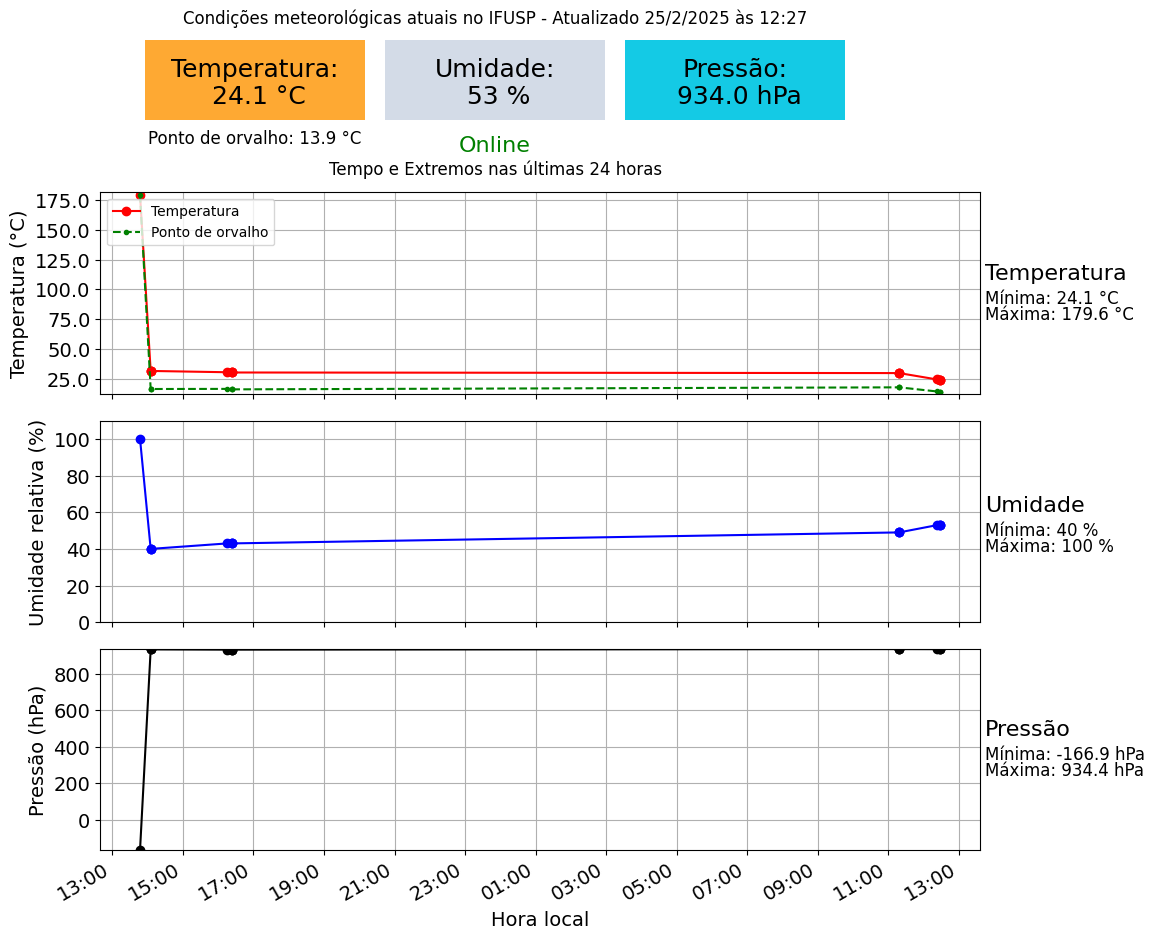 Condições meteorológicas atuais no IFUSP - Atualizado 25/2/2025 às 12:27
Temperatura:
24.1 °C
Umidade:
53 %
Pressão:
934.0 hPa
Ponto de orvalho: 13.9 °C
Online
Tempo e Extremos nas últimas 24 horas
Temperatura (°C)
175.0
150.0
125.0
100.0
75.0
50.0
25.0
Temperatura
Ponto de orvalho
Temperatura
Mínima: 24.1 °C
Máxima: 179.6 °C
Umidade relativa (%)
100
80
60
40
20
0
Umidade
Mínima: 40 %
Máxima: 100 %
Pressão (hPa)
800
600
400
200
0
Pressão
Mínima: -166.9 hPa
Máxima: 934.4 hPa
13:00
15:00
17:00
19:00
21:00
23:00
01:00
03:00
05:00
07:00
09:00
11:00
13:00
Hora local